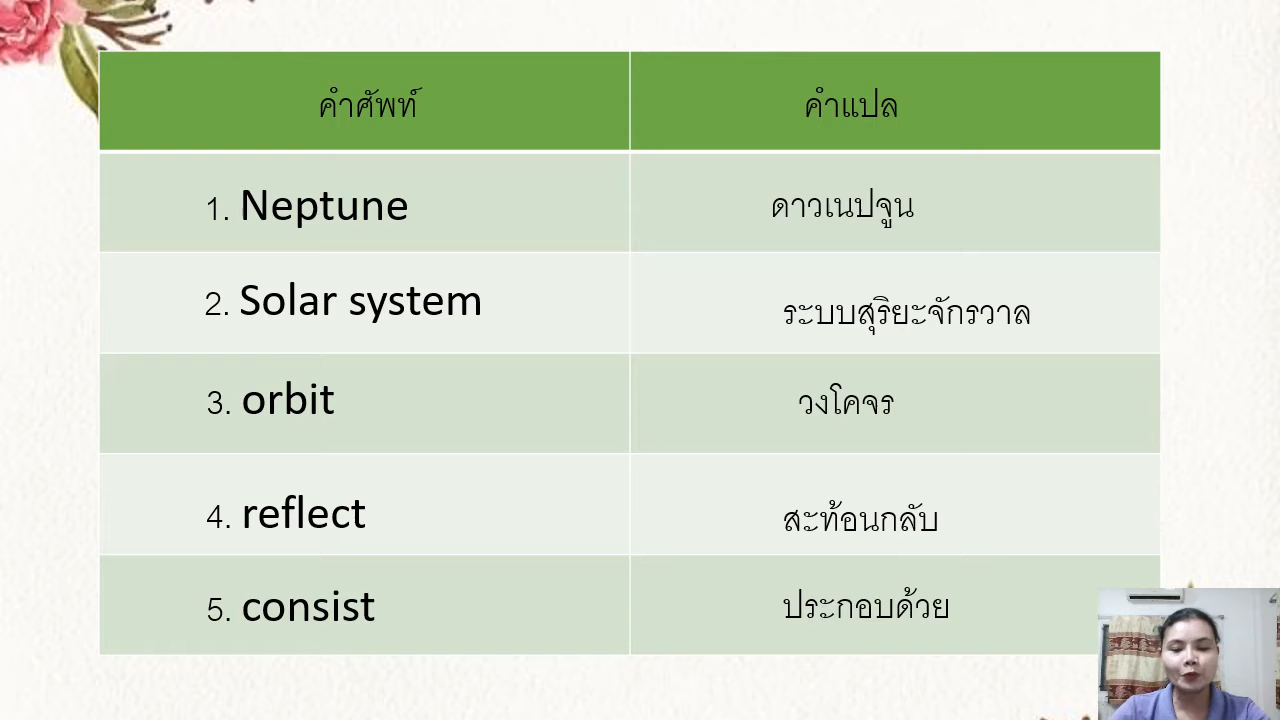 คำศัพท์ คำแปล
1. Neptune ดาวเนปจูน
2. Solar system ระบบสุริยะจักรวาล
3. orbit วงโคจร
4. reflect สะท้อนกลับ
5. consist ประกอบด้วย